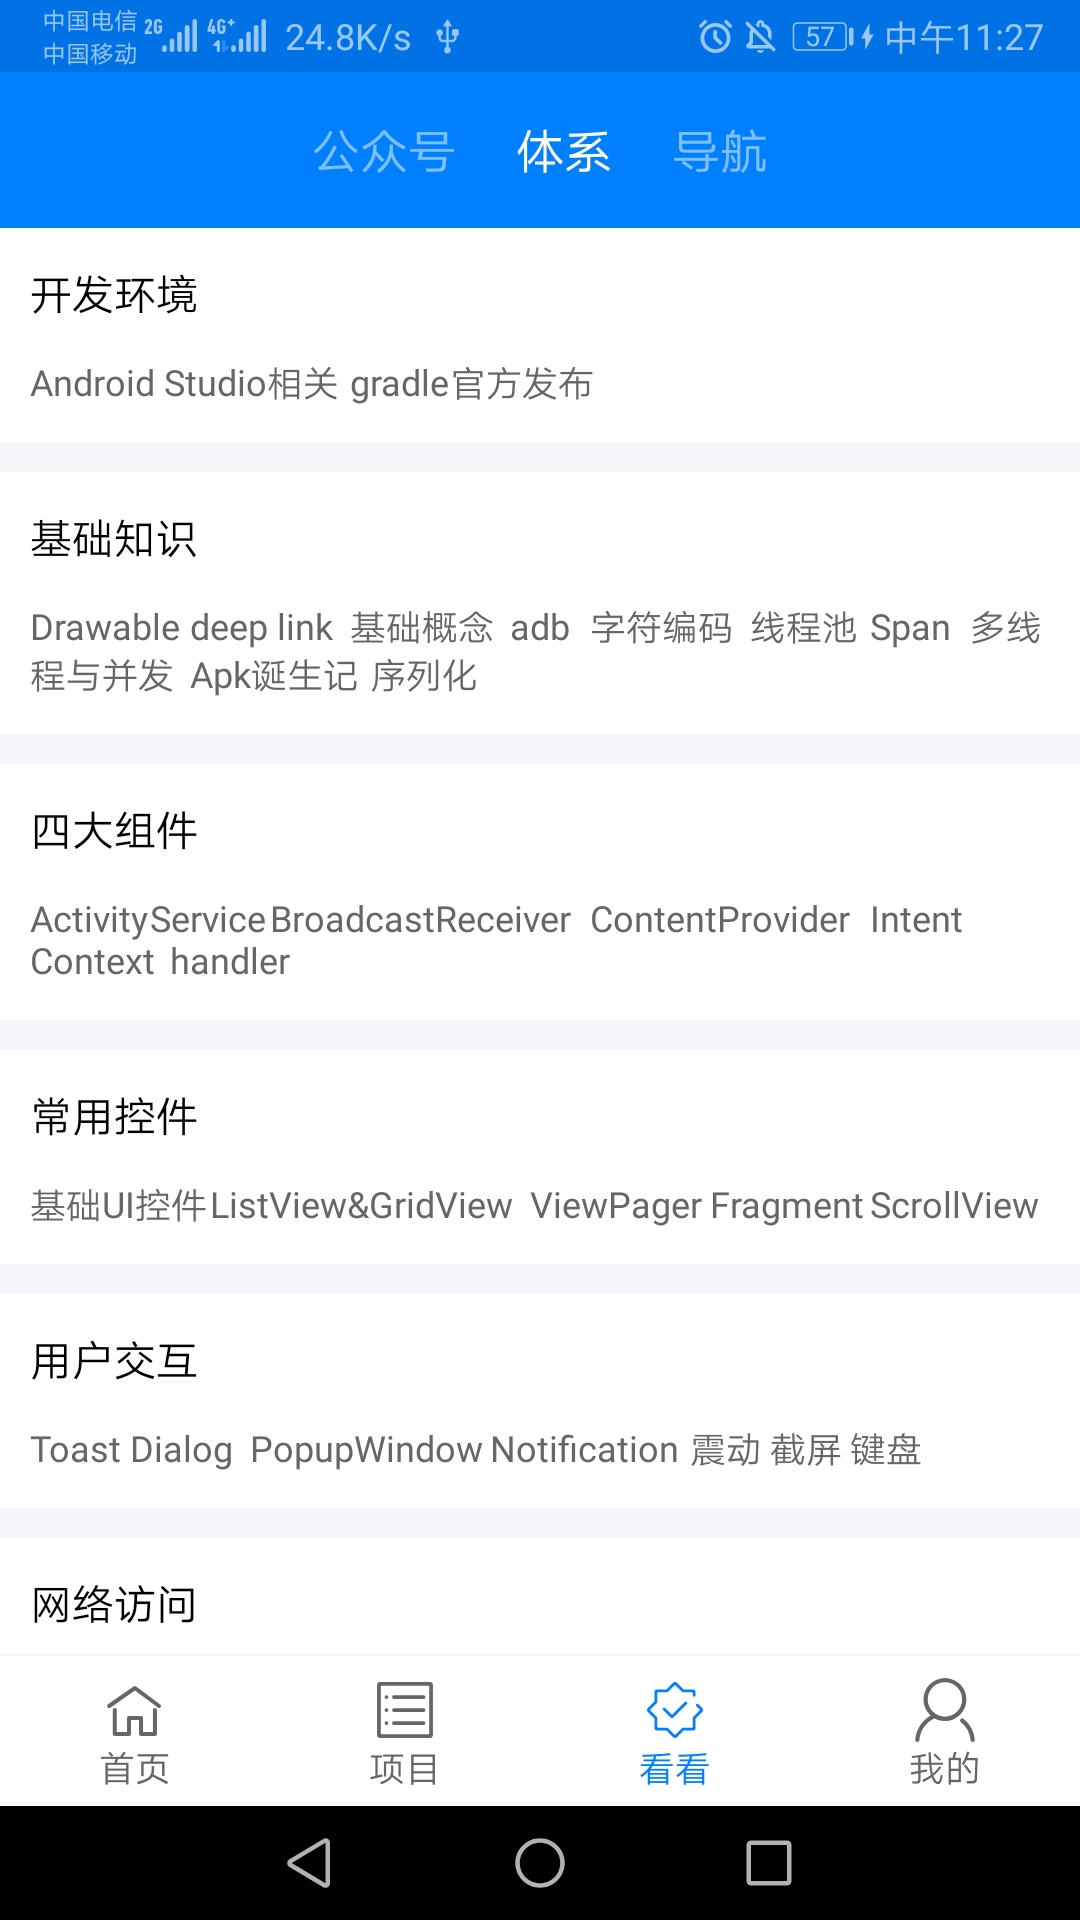 中国电信 2G 4G+ 24.8K/s 57 中午11:27
中国移动
公众号 体系 导航
开发环境
Android Studio相关 gradle官方发布
基础知识
Drawable deep link 基础概念 adb 字符编码 线程池 Span 多线
程与并发 Apk诞生记 序列化
四大组件
Activity Service BroadcastReceiver ContentProvider Intent
Context handler
常用控件
基础UI控件 ListView&GridView ViewPager Fragment ScrollView
用户交互
Toast Dialog PopupWindow Notification 震动 截屏 键盘
网络访问
首页 项目 看看 我的